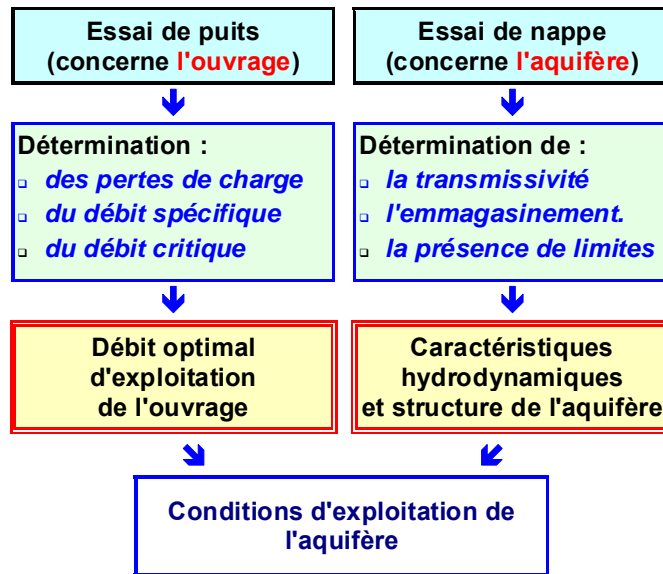 Essai de puits
(concerne l'ouvrage)
Essai de nappe
(concerne l'aquifère)
Détermination :
des pertes de charge
du débit spécifique
du débit critique
Détermination de :
la transmissivité
l'emmagasinement.
la présence de limites
Débit optimal
d'exploitation
de l'ouvrage
Caractéristiques
hydrodynamiques
et structure de l'aquifère
Conditions d'exploitation de
l'aquifère